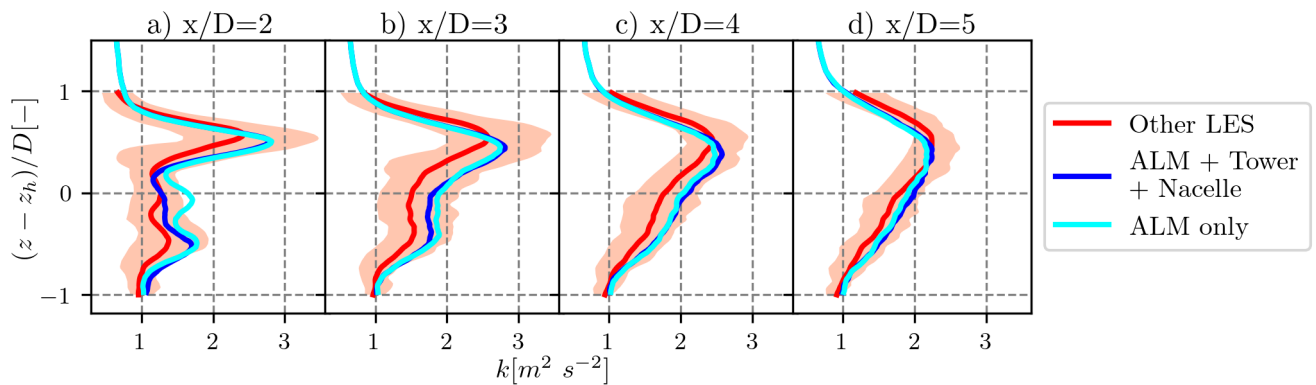 a) x/D=2 b) x/D=3 c) x/D=4 d) x/D=5
(z − z_h)/D[−]
1
0
−1
1 2 3 1 2 3 1 2 3 1 2 3
k[m² s⁻²]
Other LES
ALM + Tower
+ Nacelle
ALM only